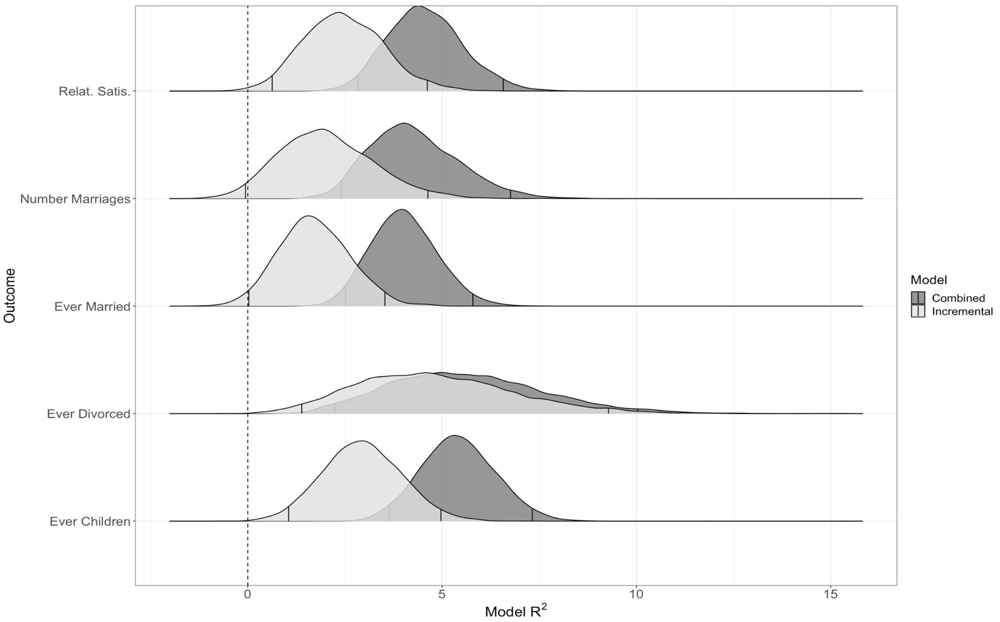 Relat. Satis.
Number Marriages
Ever Married
Ever Divorced
Ever Children
Outcome
0 5 10 15
Model R²
Model
Combined
Incremental